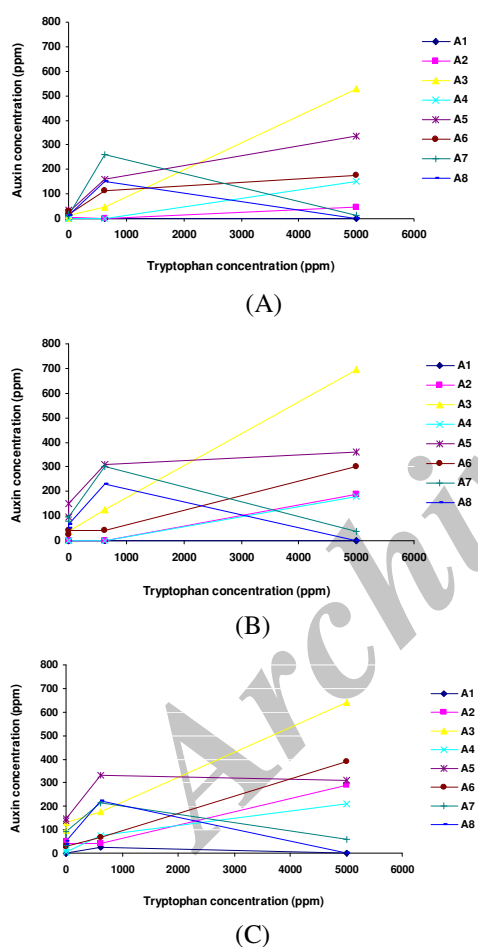 800
700
600
500
400
300
200
100
0
Auxin concentration (ppm)
0 1000 2000 3000 4000 5000 6000
Tryptophan concentration (ppm)
A1
A2
A3
A4
A5
A6
A7
A8
(A)
800
700
600
500
400
300
200
100
0
Auxin concentration (ppm)
0 1000 2000 3000 4000 5000 6000
Tryptophan concentration (ppm)
A1
A2
A3
A4
A5
A6
A7
A8
(B)
800
700
600
500
400
300
200
100
0
Auxin concentration (ppm)
0 1000 2000 3000 4000 5000 6000
Tryptophan concentration (ppm)
A1
A2
A3
A4
A5
A6
A7
A8
(C)
Archi